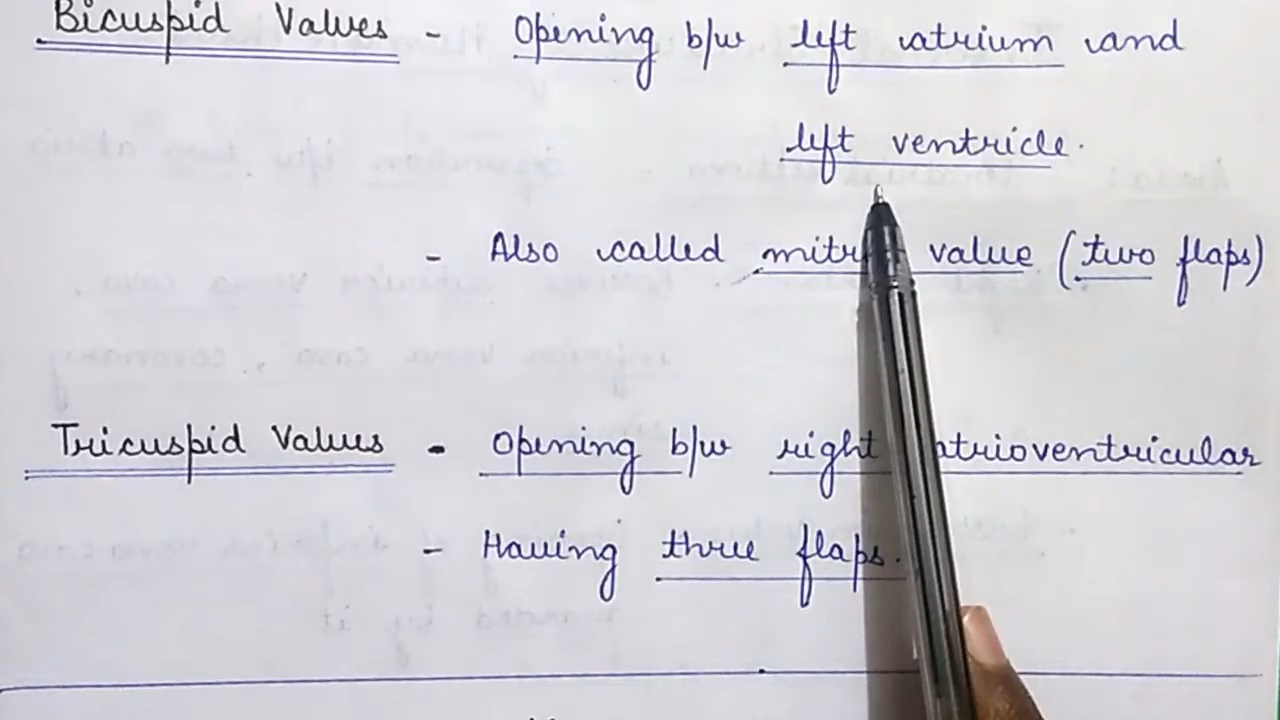 Bicuspid Values - Opening b/w left atrium and
left ventricle.
- Also called value (two flaps)
Tricuspid Values - Opening b/w right atrioventricular
- Having three flaps.